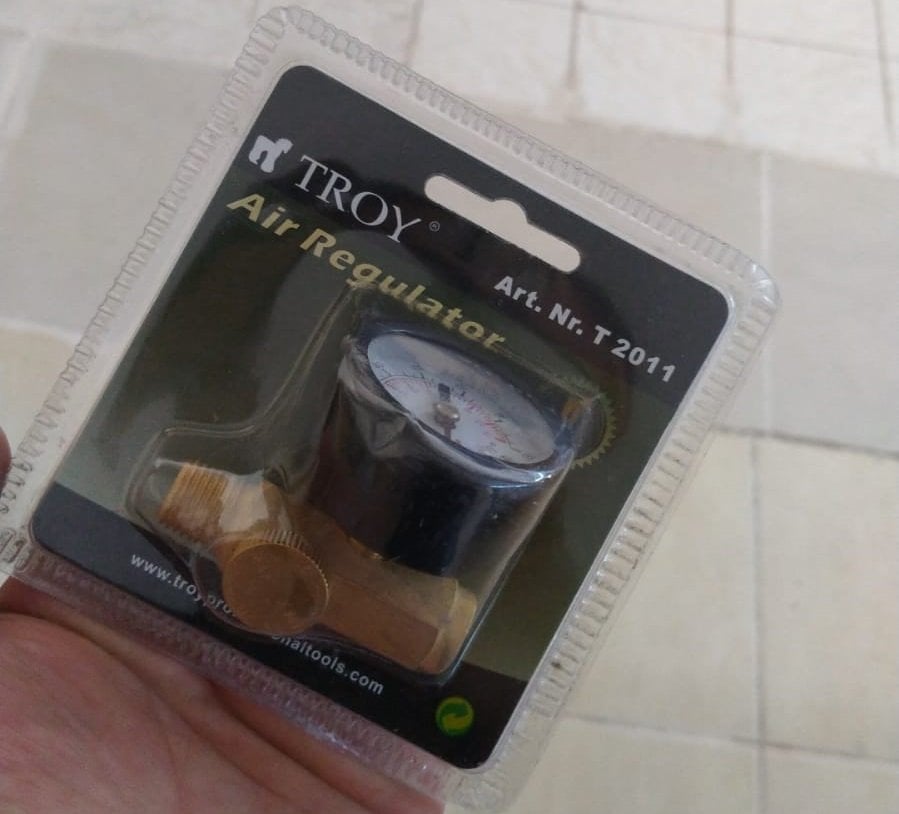 TROY®
Air Regulator
Art. Nr. T 2011